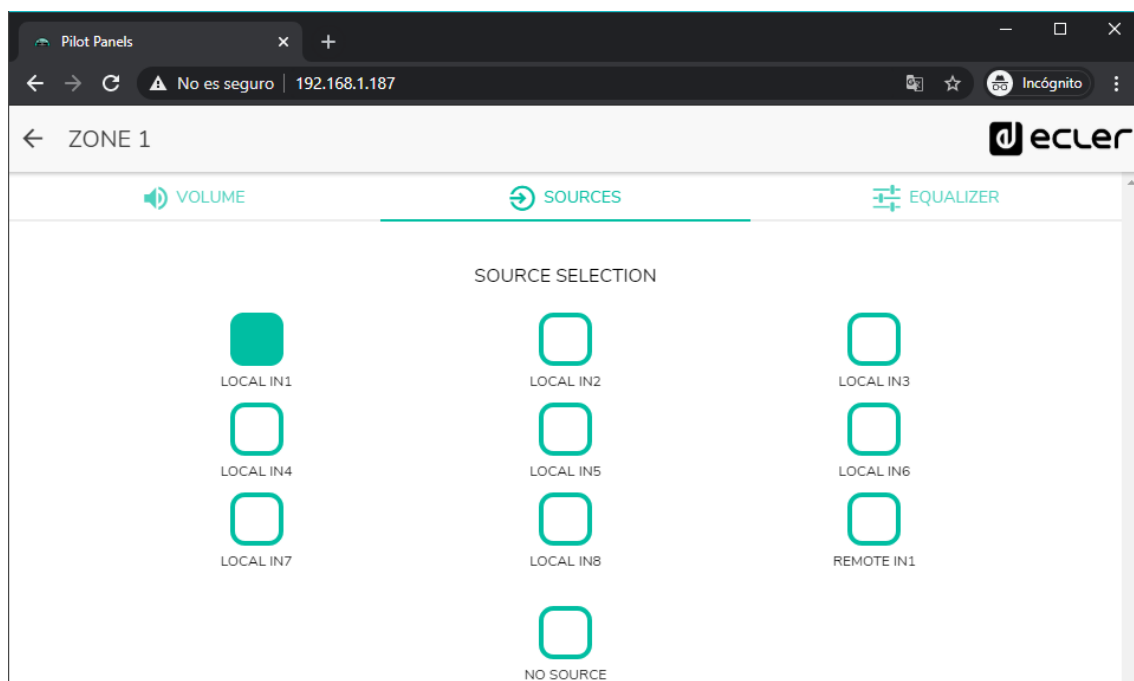 Pilot Panels
No es seguro 192.168.1.187 Incógnito
ZONE 1 ecler
VOLUME SOURCES EQUALIZER
SOURCE SELECTION
LOCAL IN1 LOCAL IN2 LOCAL IN3
LOCAL IN4 LOCAL IN5 LOCAL IN6
LOCAL IN7 LOCAL IN8 REMOTE IN1
NO SOURCE